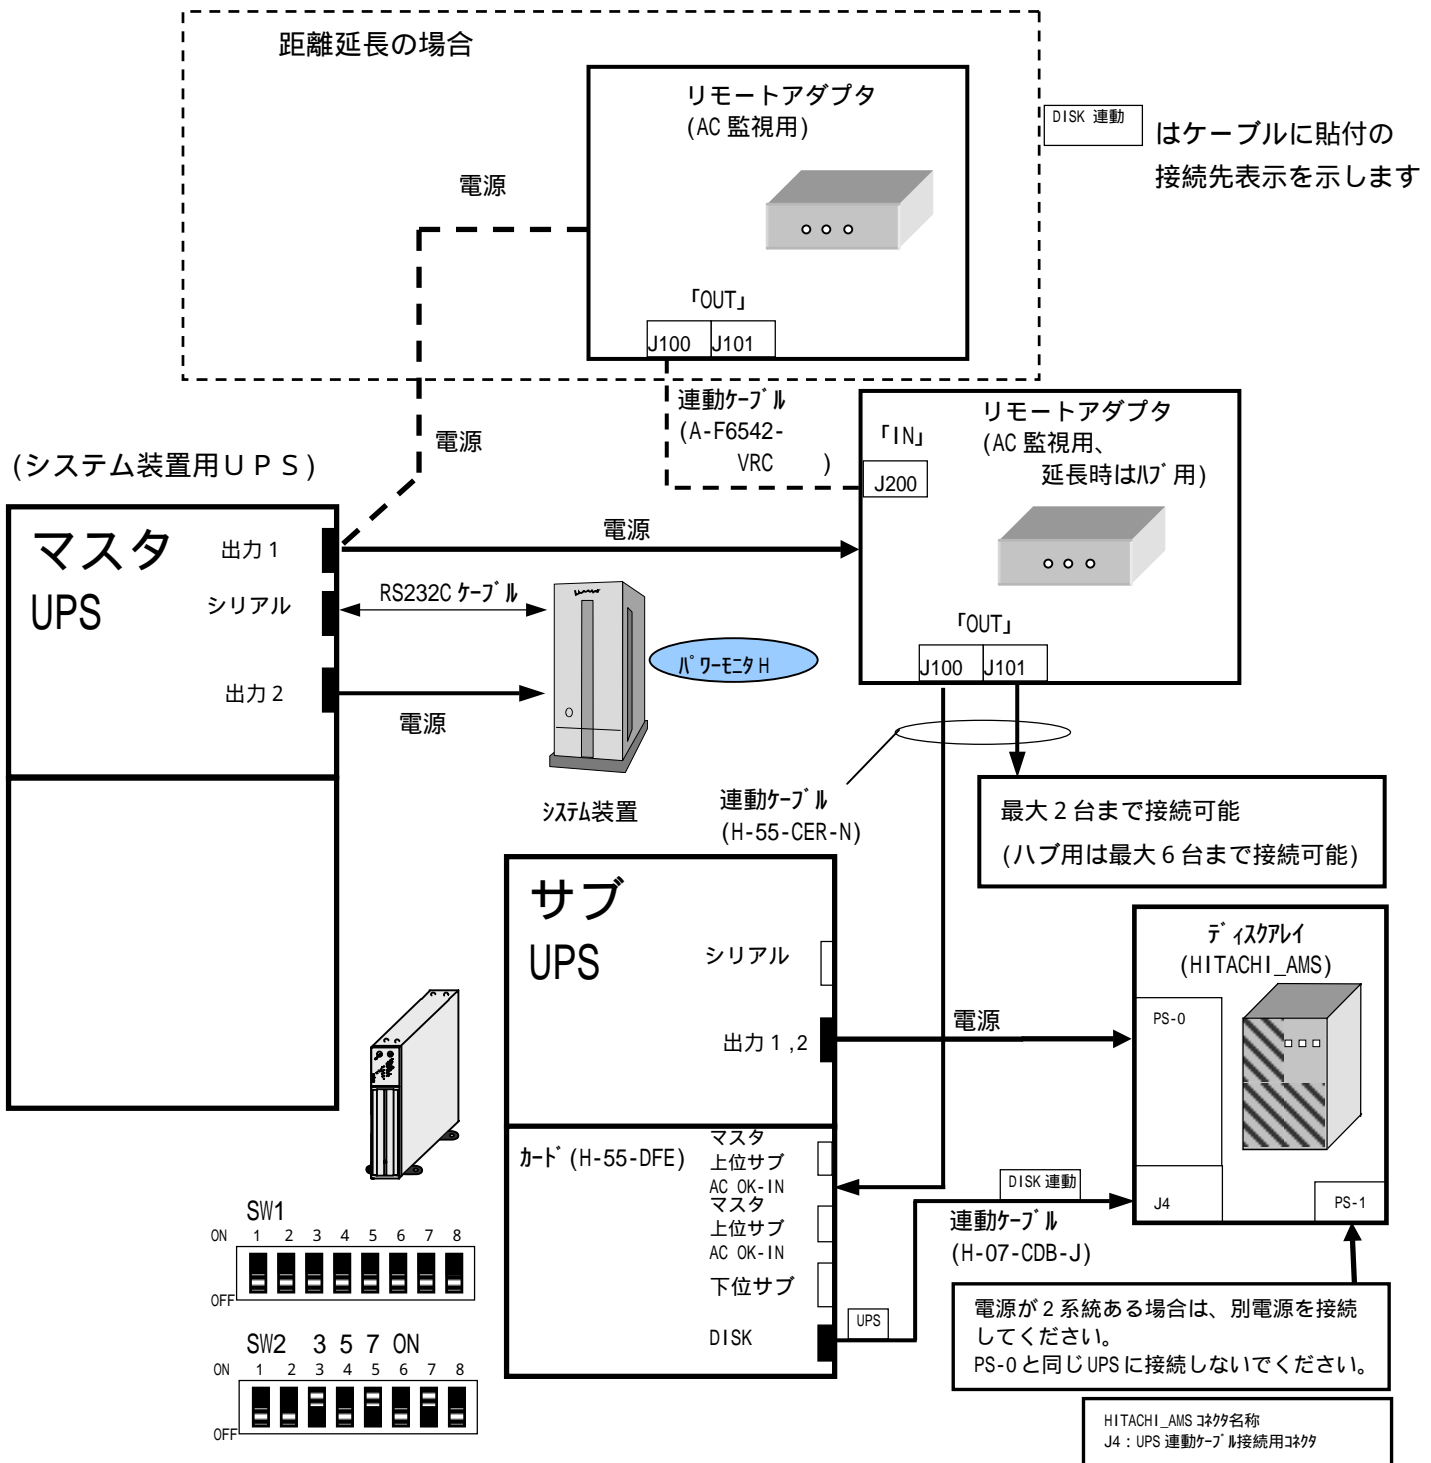 距離延長の場合
リモートアダプタ
(AC 監視用)
DISK 連動
はケーブルに貼付の
接続先表示を示します
電源
「OUT」
J100 J101
連動ｹｰﾌﾞﾙ
(A-F6542-
VRC )
電源
リモートアダプタ
(AC 監視用、
延長時はﾊﾌﾞ用)
「IN」
J200
(システム装置用ＵＰＳ)
マスタ
UPS
出力1
シリアル
出力2
電源
RS232C ｹｰﾌﾞﾙ
ﾊﾟﾜｰﾓﾆﾀ H
電源
ｼｽﾃﾑ装置
「OUT」
J100 J101
連動ｹｰﾌﾞﾙ
(H-55-CER-N)
最大2台まで接続可能
(ハブ用は最大6台まで接続可能)
サブ
UPS
シリアル
出力1,2
電源
ﾃﾞｨｽｸｱﾚｲ
(HITACHI_AMS)
PS-0
J4
PS-1
ｶｰﾄﾞ(H-55-DFE)
マスタ
上位サブ
AC OK-IN
マスタ
上位サブ
AC OK-IN
下位サブ
DISK
UPS
DISK 連動
連動ｹｰﾌﾞﾙ
(H-07-CDB-J)
電源が2系統ある場合は、別電源を接続
してください。
PS-0と同じUPSに接続しないでください。
HITACHI_AMS ｺﾈｸﾀ名称
J4：UPS 連動ｹｰﾌﾞﾙ接続用ｺﾈｸﾀ
SW1
ON 1 2 3 4 5 6 7 8
OFF
SW2 3 5 7 ON
ON 1 2 3 4 5 6 7 8
OFF